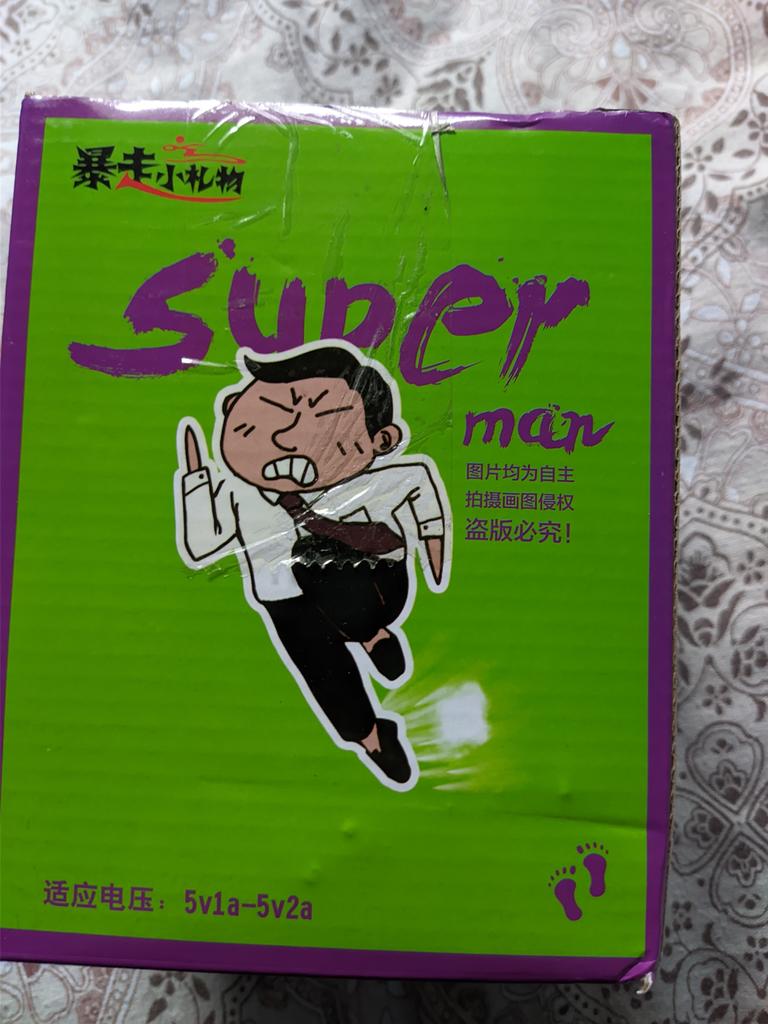 暴走小礼物
super
man
图片均为自主
拍摄画图侵权
盗版必究!
适应电压: 5v1a-5v2a